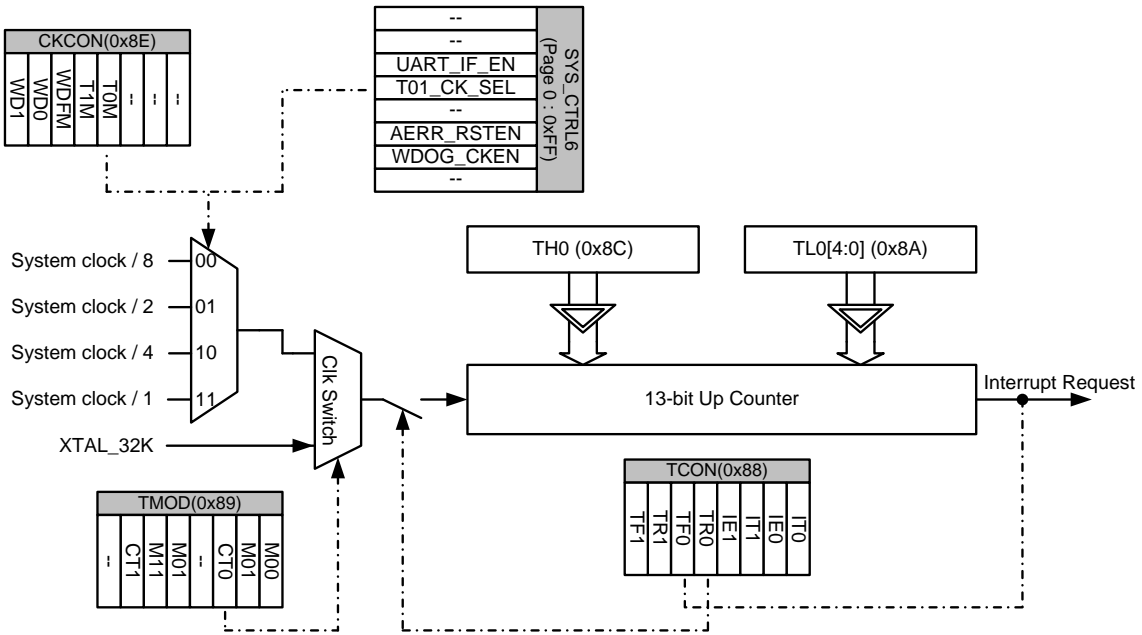 CKCON(0x8E)
WD1
WD0
WDFM
T1M
T0M
--
--
--
--
--
UART_IF_EN
T01_CK_SEL
--
AERR_RSTEN
WDOG_CKEN
--
SYS_CTRL6
(Page 0 : 0xFF)
System clock / 8
00
System clock / 2
01
System clock / 4
10
System clock / 1
11
XTAL_32K
Clk Switch
TH0 (0x8C)
TL0[4:0] (0x8A)
13-bit Up Counter
Interrupt Request
TMOD(0x89)
--
CT1
M11
M01
--
CT0
M01
M00
TCON(0x88)
TF1
TR1
TF0
TR0
IE1
IT1
IE0
IT0